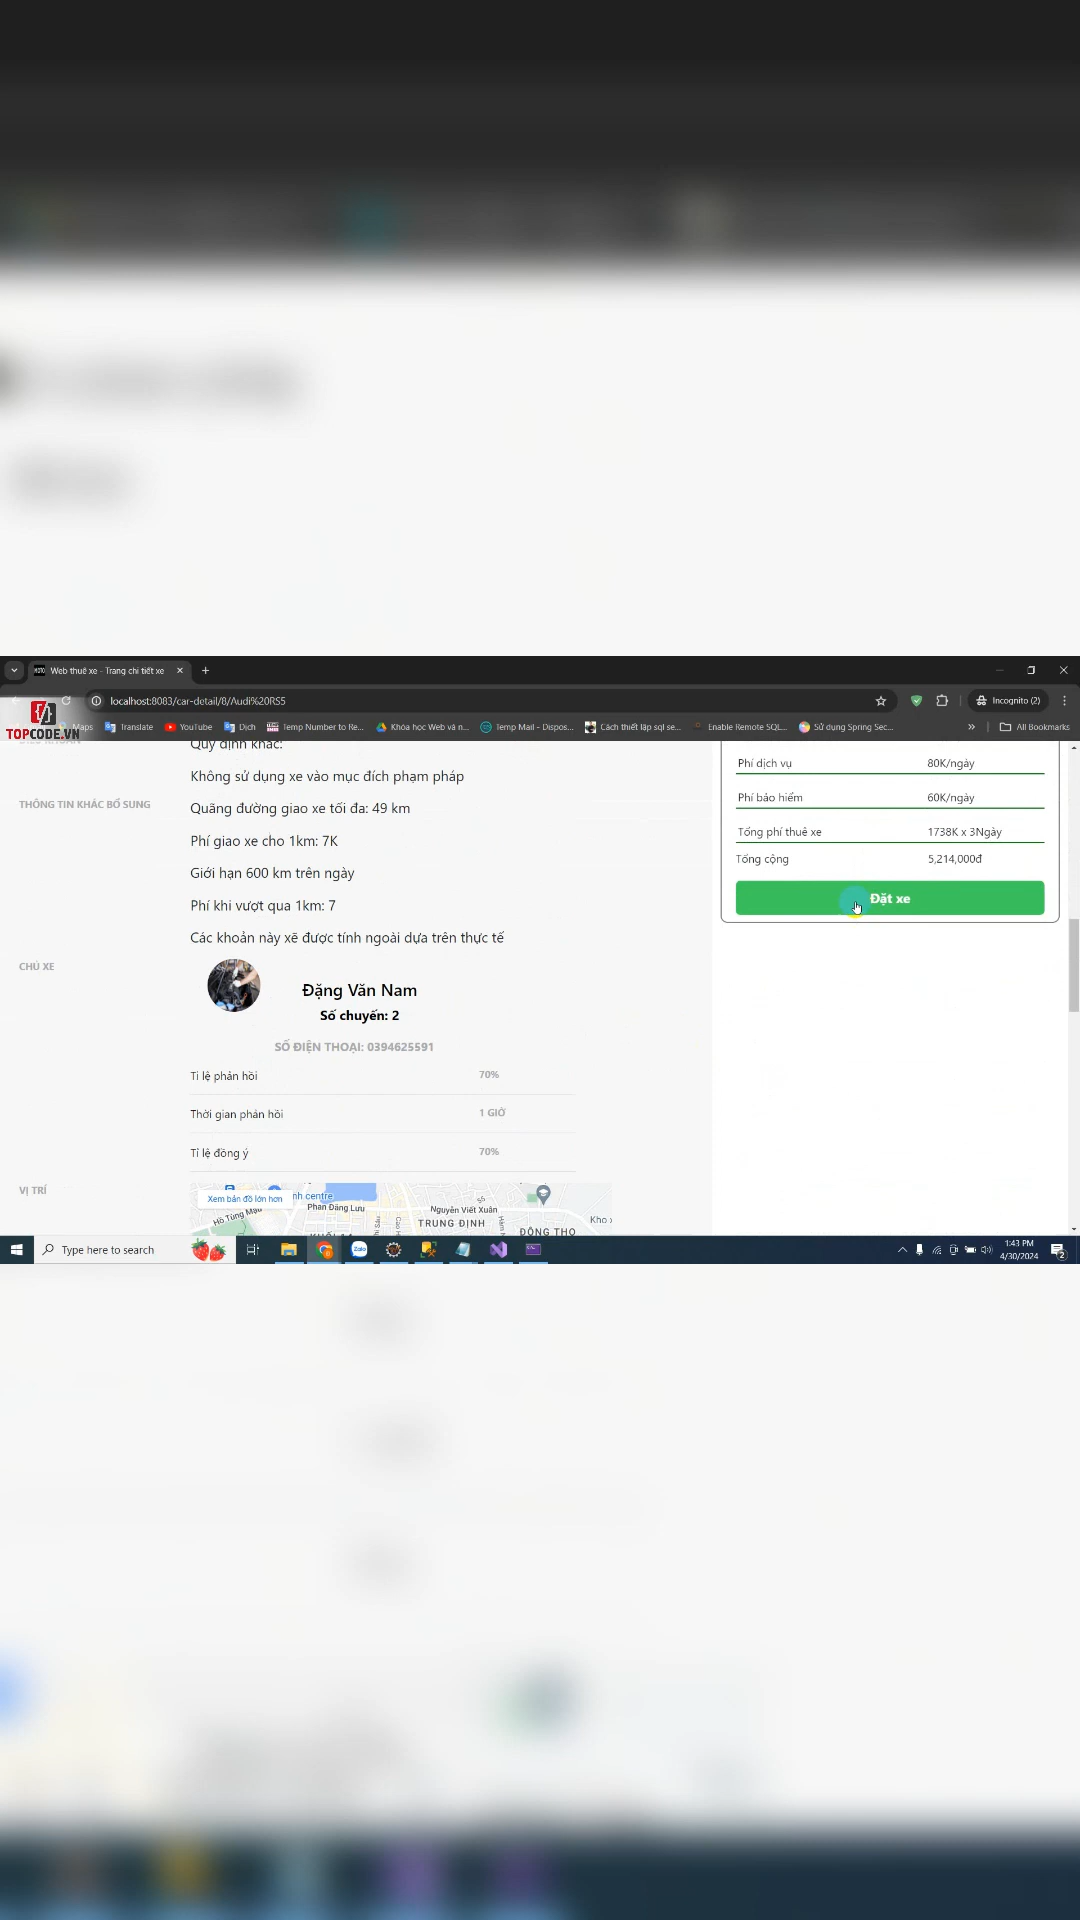 Web thuê xe - Trang chi tiết xe
localhost:8083/car-detail/8/Audi%20RS5
Incognito (2)
TOPCODE.VN
Maps
Translate
YouTube
Dịch
Temp Number to Re...
Khóa học Web và n...
Temp Mail - Dispos...
Cách thiết lập sql se...
Enable Remote SQL...
Sử dụng Spring Sec...
All Bookmarks
Quy định khác:
Không sử dụng xe vào mục đích phạm pháp
THÔNG TIN KHÁC BỔ SUNG
Quãng đường giao xe tối đa: 49 km
Phí giao xe cho 1km: 7K
Giới hạn 600 km trên ngày
Phí khi vượt qua 1km: 7
Các khoản này xẽ được tính ngoài dựa trên thực tế
CHỦ XE
Đặng Văn Nam
Số chuyến: 2
SỐ ĐIỆN THOẠI: 0394625591
Tỉ lệ phản hồi 70%
Thời gian phản hồi 1 GIỜ
Tỉ lệ đồng ý 70%
VỊ TRÍ
Xem bản đồ lớn hơn
nh centre
Phan Đăng Lưu
Hồ Tùng Mậu
Nguyễn Viết Xuân
TRUNG ĐỊNH
ĐÔNG THỌ
Kho
Phí dịch vụ 80K/ngày
Phí bảo hiểm 60K/ngày
Tổng phí thuê xe 1738K x 3Ngày
Tổng cộng 5,214,000đ
Đặt xe
Type here to search
Zalo
1:43 PM
4/30/2024
2